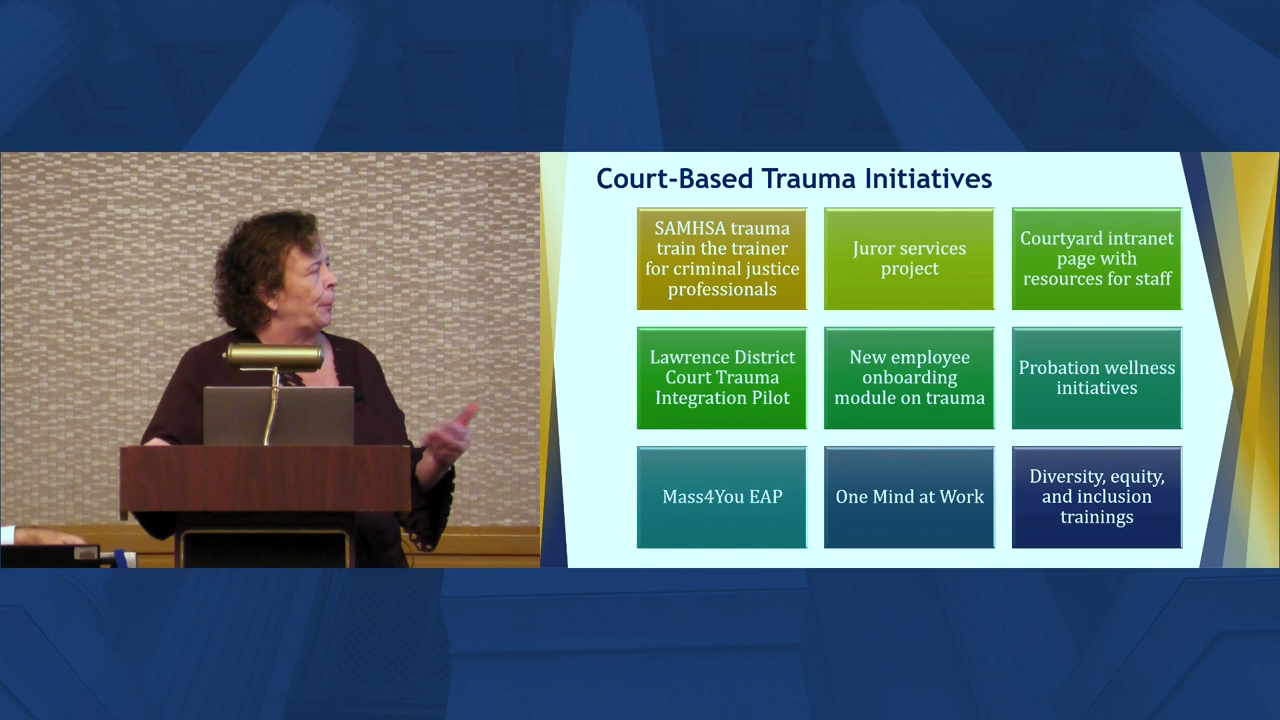 Court-Based Trauma Initiatives
SAMHSA trauma
train the trainer
for criminal justice
professionals
Juror services
project
Courtyard intranet
page with
resources for staff
Lawrence District
Court Trauma
Integration Pilot
New employee
onboarding
module on trauma
Probation wellness
initiatives
Mass4You EAP
One Mind at Work
Diversity, equity,
and inclusion
trainings